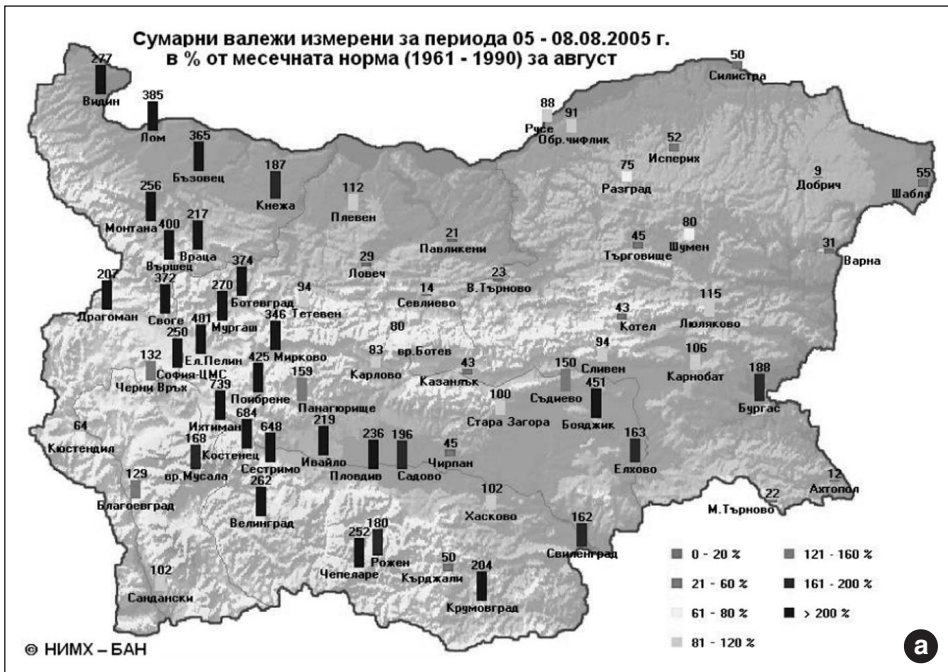 Сумарни валежи измерени за периода 05 - 08.08.2005 г.
в % от месечната норма (1961 - 1990) за август
50
Силистра
277
Видин
385
Лом
88
Русе
91
Обр.чифлик
365
Бързовец
52
Исперих
187
Кнежа
75
Разград
9
Добрич
55
Шабла
112
Плевен
256
Монтана
400
Вършец
217
Враца
21
Павликени
45
Търговище
80
Шумен
31
Варна
29
Ловеч
23
В.Търново
374
Ботевград
207
Драгоман
372
Своге
270
Мургаш
94
Тетевен
14
Севлиево
115
Люляково
43
Котел
346
Мирково
80
вр.Ботев
481
Ел.Пелин
250
София-ЦМС
83
Карлово
94
Сливен
106
Карнобат
132
Черни Връх
425
Поибрене
159
Панагюрище
43
Казанлък
150
Съдиево
188
Бургас
739
Ихтиман
100
Стара Загора
451
Бояджик
64
Кюстендил
684
Костенец
648
Сестримо
219
Ивайло
236
Пловдив
196
Садово
45
Чирпан
163
Елхово
168
вр.Мусала
129
Благоевград
262
Велинград
102
Хасково
12
Ахтопол
22
М.Търново
162
Свиленград
252
Чепеларе
180
Рожен
50
Кърджали
204
Крумовград
102
Сандански
0 - 20 %
21 - 60 %
61 - 80 %
81 - 120 %
121 - 160 %
161 - 200 %
> 200 %
© НИМХ – БАН
a